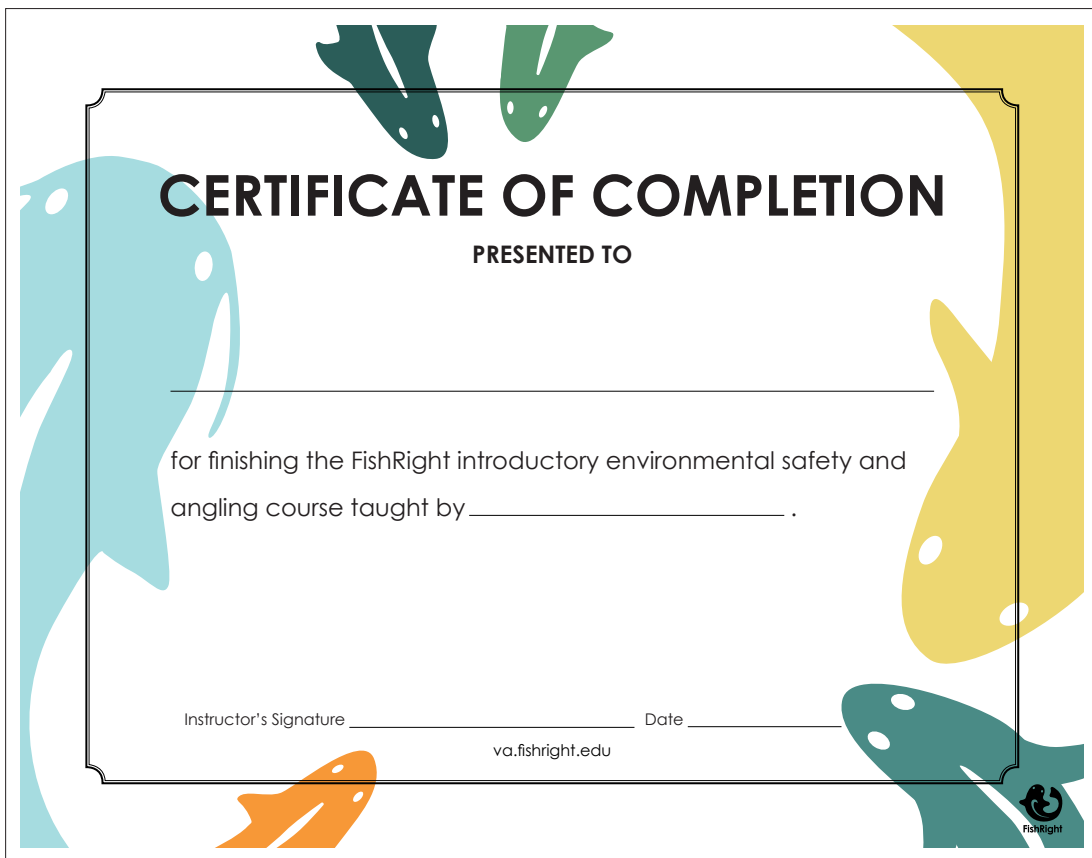 CERTIFICATE OF COMPLETION
PRESENTED TO
for finishing the FishRight introductory environmental safety and
angling course taught by .
Instructor’s Signature Date
va.fishright.edu
FishRight